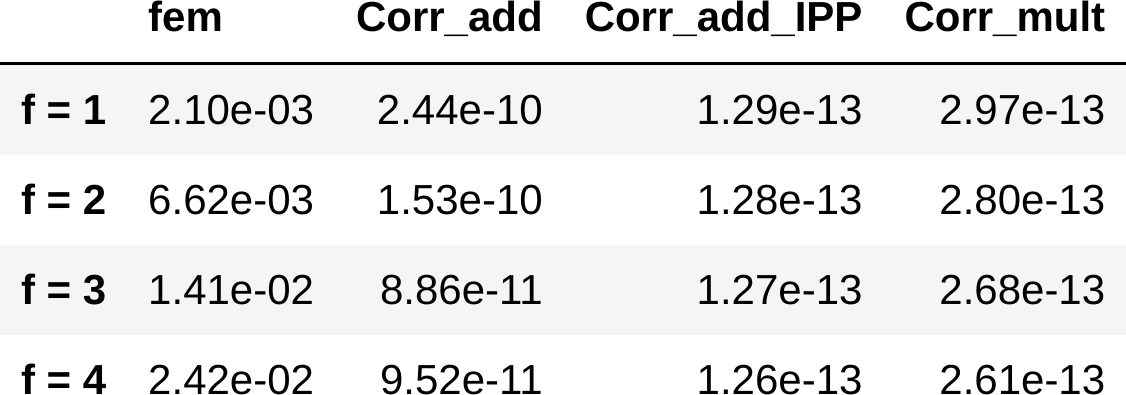 fem Corr_add Corr_add_IPP Corr_mult
f = 1 2.10e-03 2.44e-10 1.29e-13 2.97e-13
f = 2 6.62e-03 1.53e-10 1.28e-13 2.80e-13
f = 3 1.41e-02 8.86e-11 1.27e-13 2.68e-13
f = 4 2.42e-02 9.52e-11 1.26e-13 2.61e-13